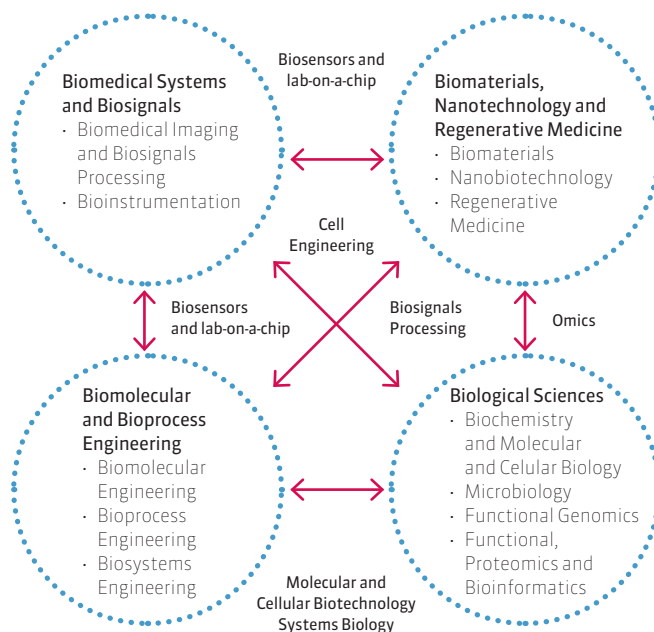 Biosensors and
lab-on-a-chip
Biomedical Systems
and Biosignals
· Biomedical Imaging
and Biosignals
Processing
· Bioinstrumentation
Biomaterials,
Nanotechnology and
Regenerative Medicine
· Biomaterials
· Nanobiotechnology
· Regenerative
Medicine
Cell
Engineering
Biosensors
and lab-on-a-chip
Biosignals
Processing
Omics
Biomolecular
and Bioprocess
Engineering
· Biomolecular
Engineering
· Bioprocess
Engineering
· Biosystems
Engineering
Biological Sciences
· Biochemistry
and Molecular
and Cellular Biology
· Microbiology
· Functional Genomics
· Functional,
Proteomics and
Bioinformatics
Molecular and
Cellular Biotechnology
Systems Biology